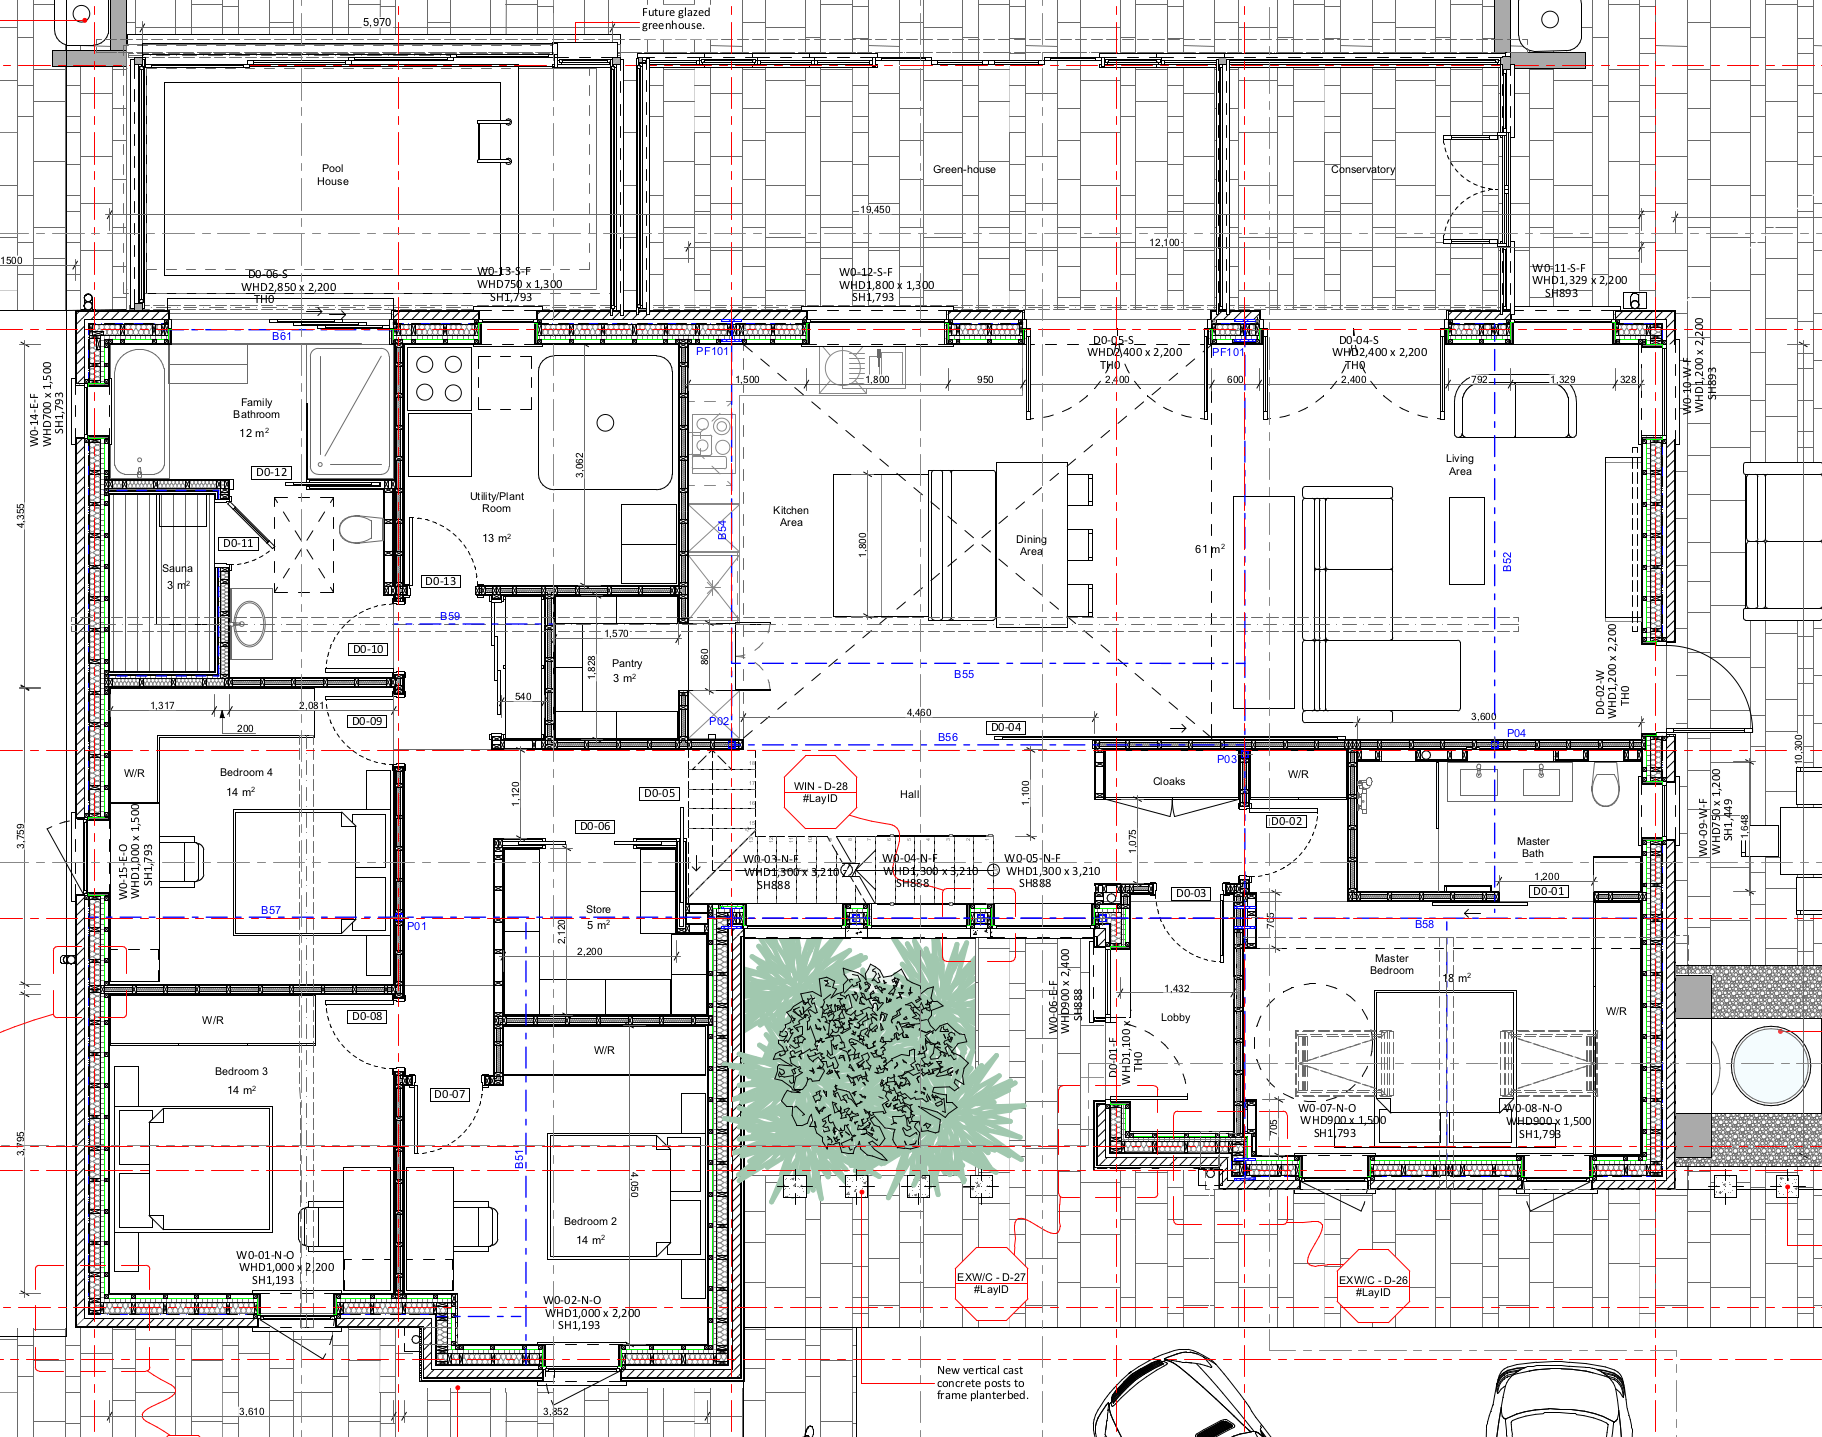 Future glazed
greenhouse.
5,970
Pool
House
Green-house
Conservatory
19,450
12,100
1500
D0-06-S
WHD2,850 x 2,200
TH0
W0-13-S-F
WHD750 x 1,300
SH1,793
W0-12-S-F
WHD1,800 x 1,300
SH1,793
W0-11-S-F
WHD1,329 x 2,200
SH893
B61
PF101
D0-05-S
WHD2,400 x 2,200
TH0
PF101
D0-04-S
WHD2,400 x 2,200
TH0
W0-10-W-F
WHD1,200 x 2,200
SH893
W0-14-E-F
WHD700 x 1,500
SH1,793
1,500
1,800
950
2,400
600
2,400
792
1,329
328
Family
Bathroom
12 m²
D0-12
3,062
Utility/Plant
Room
13 m²
Kitchen
Area
B54
1,800
Dining
Area
61 m²
Living
Area
B52
4,355
D0-11
Sauna
3 m²
D0-13
B59
D0-10
1,570
1,828
Pantry
3 m²
860
540
B55
D0-02-W
WHD1,200 x 2,200
TH0
1,317
2,081
200
D0-09
P02
4,460
B56
D0-04
3,600
P04
10,300
W/R
Bedroom 4
14 m²
1,120
D0-05
WIN - D-28
#LayID
Hall
1,100
P03
Cloaks
W/R
D0-02
1,075
Master
Bath
W0-09-W-F
WHD750 x 1,200
SH1,449
1,648
3,759
W0-15-E-O
WHD1,000 x 1,500
SH1,793
D0-06
W0-03-N-F
WHD1,300 x 3,210
SH888
W0-04-N-F
WHD1,300 x 3,210
SH888
W0-05-N-F
WHD1,300 x 3,210
SH888
D0-03
1,200
D0-01
B57
P01
Store
5 m²
2,120
2,200
765
B58
Master
Bedroom
18 m²
W0-06-E-F
WHD900 x 2,400
SH888
1,432
Lobby
W/R
D0-01-F
WHD1,100 x
TH0
W/R
D0-08
W/R
Bedroom 3
14 m²
D0-07
W0-07-N-O
WHD900 x 1,500
SH1,793
W0-08-N-O
WHD900 x 1,500
SH1,793
705
3,795
B51
4,050
Bedroom 2
14 m²
W0-01-N-O
WHD1,000 x 2,200
SH1,193
W0-02-N-O
WHD1,000 x 2,200
SH1,193
EXW/C - D-27
#LayID
EXW/C - D-26
#LayID
New vertical cast
concrete posts to
frame planterbed.
3,610
3,352